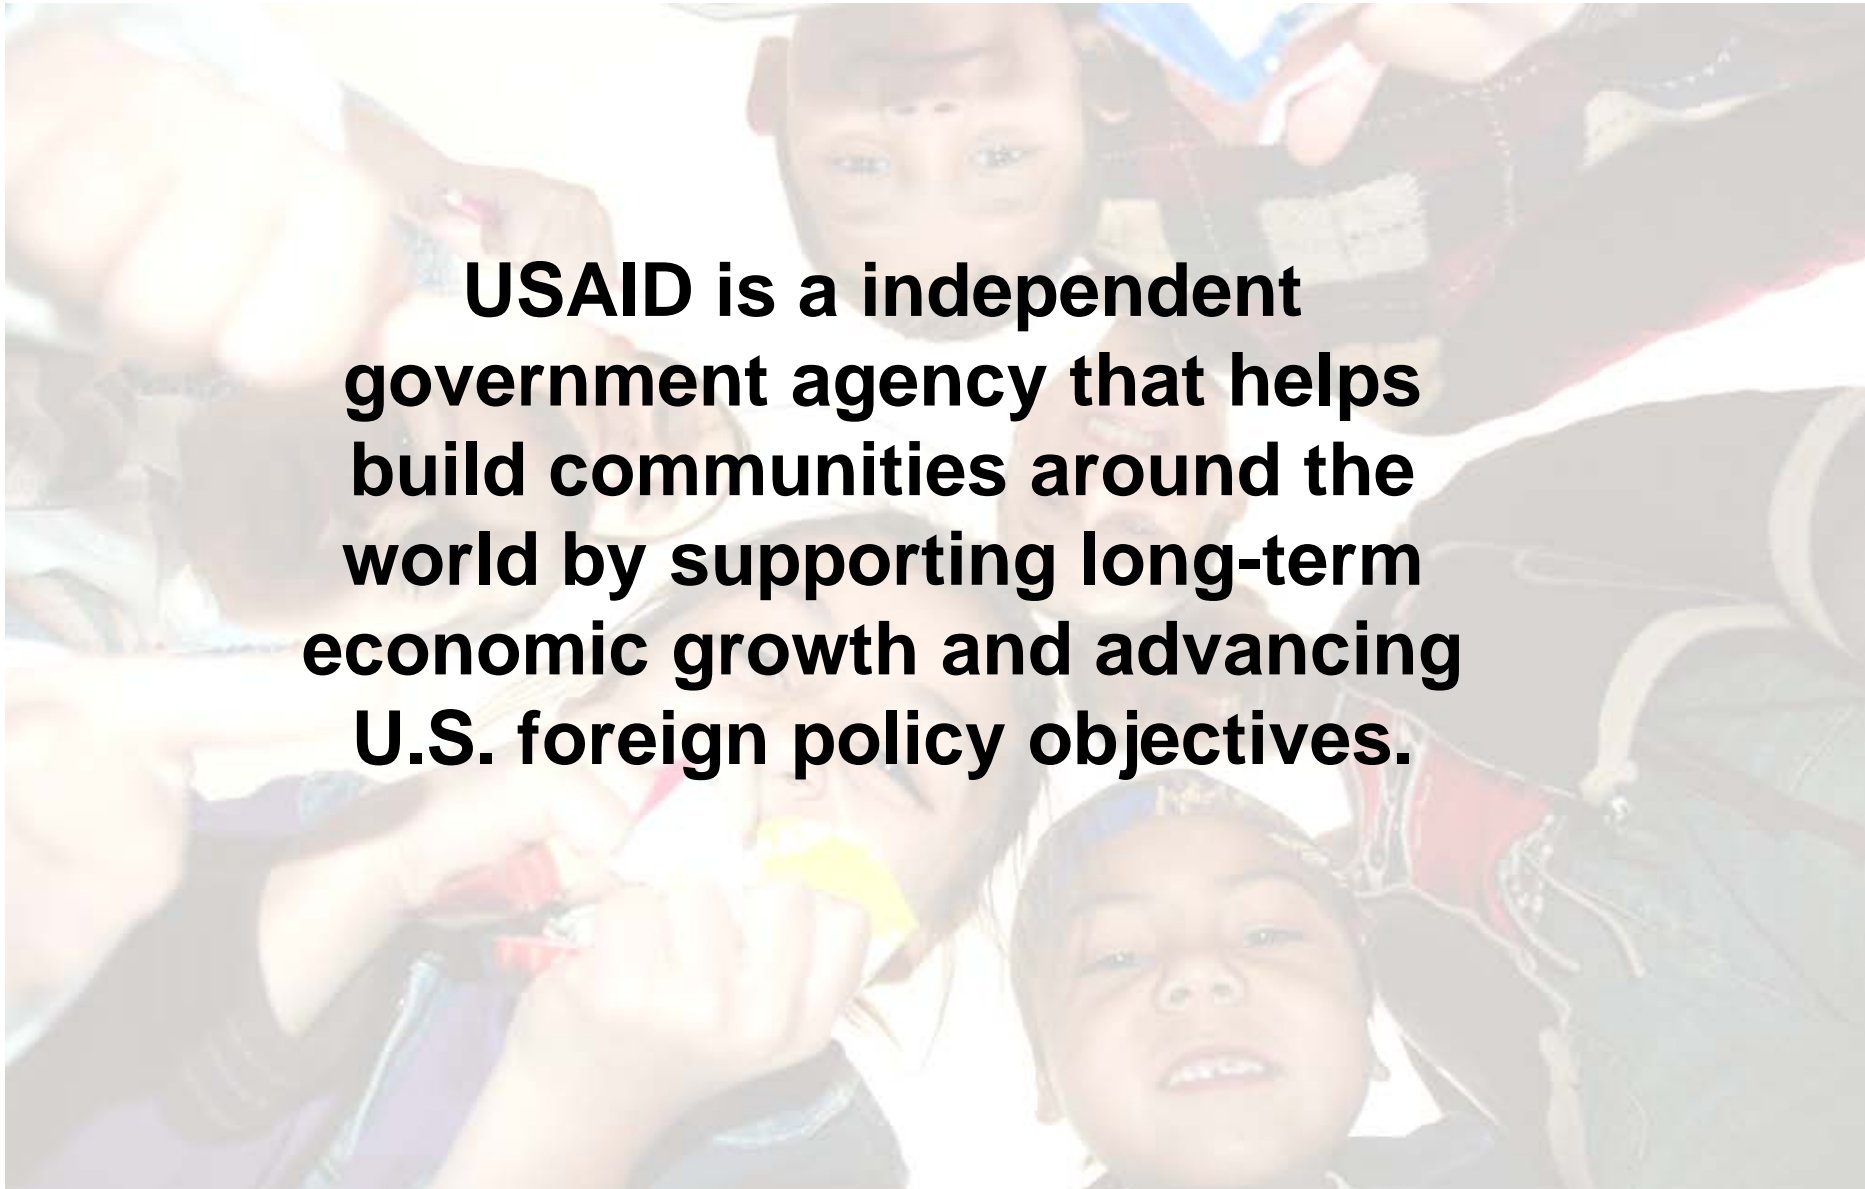 USAID is a independent
government agency that helps
build communities around the
world by supporting long-term
economic growth and advancing
U.S. foreign policy objectives.